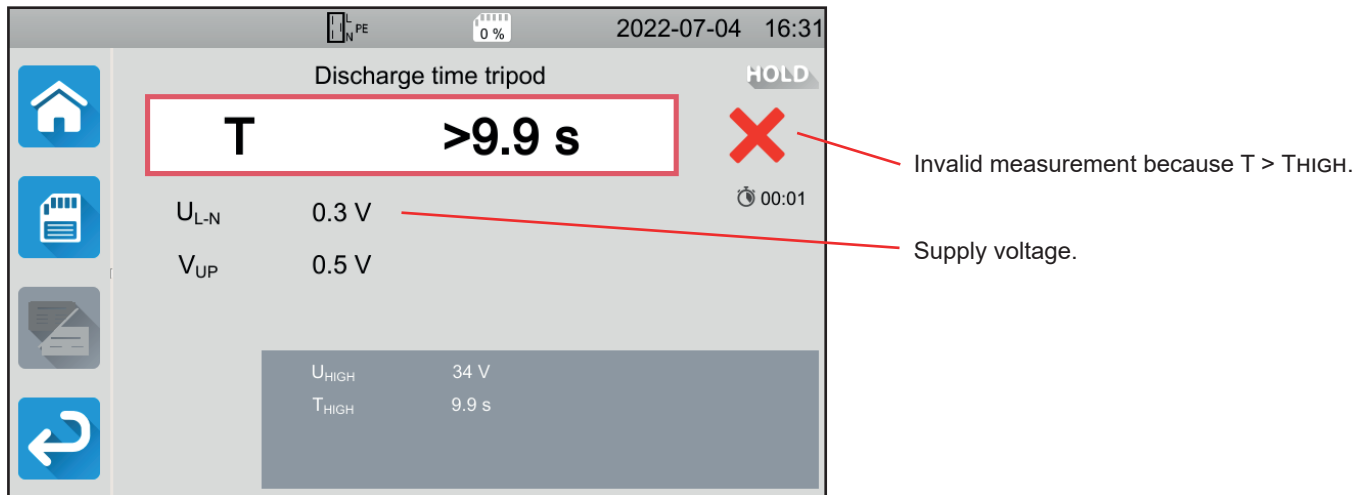 L
N PE
0 %
2022-07-04 16:31
Discharge time tripod
HOLD
T >9.9 s
Invalid measurement because T > THIGH.
00:01
UL-N 0.3 V
Supply voltage.
VUP 0.5 V
UHIGH 34 V
THIGH 9.9 s